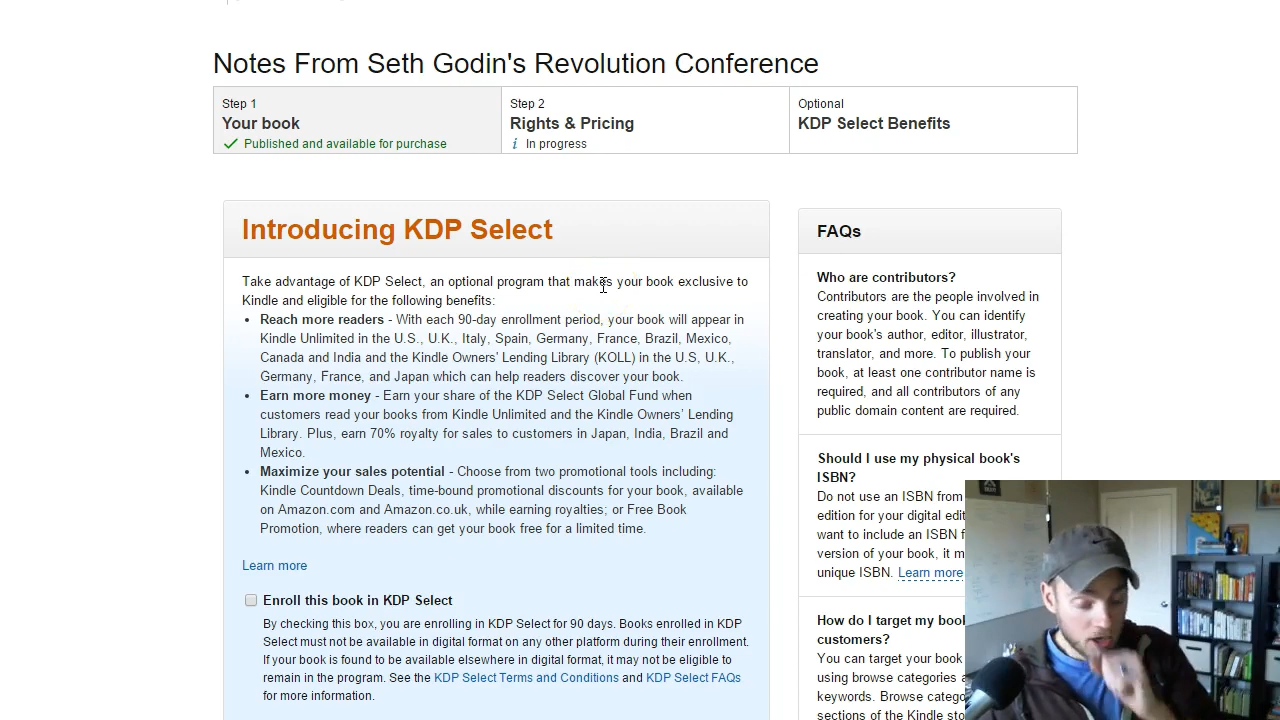 Notes From Seth Godin's Revolution Conference
Step 1
Your book
Published and available for purchase
Step 2
Rights & Pricing
In progress
Optional
KDP Select Benefits
Introducing KDP Select
Take advantage of KDP Select, an optional program that makes your book exclusive to
Kindle and eligible for the following benefits:
• Reach more readers - With each 90-day enrollment period, your book will appear in
Kindle Unlimited in the U.S., U.K., Italy, Spain, Germany, France, Brazil, Mexico,
Canada and India and the Kindle Owners' Lending Library (KOLL) in the U.S, U.K.,
Germany, France, and Japan which can help readers discover your book.
• Earn more money - Earn your share of the KDP Select Global Fund when
customers read your books from Kindle Unlimited and the Kindle Owners' Lending
Library. Plus, earn 70% royalty for sales to customers in Japan, India, Brazil and
Mexico.
• Maximize your sales potential - Choose from two promotional tools including:
Kindle Countdown Deals, time-bound promotional discounts for your book, available
on Amazon.com and Amazon.co.uk, while earning royalties; or Free Book
Promotion, where readers can get your book free for a limited time.
Learn more
Enroll this book in KDP Select
By checking this box, you are enrolling in KDP Select for 90 days. Books enrolled in KDP
Select must not be available in digital format on any other platform during their enrollment.
If your book is found to be available elsewhere in digital format, it may not be eligible to
remain in the program. See the KDP Select Terms and Conditions and KDP Select FAQs
for more information.
FAQs
Who are contributors?
Contributors are the people involved in
creating your book. You can identify
your book's author, editor, illustrator,
translator, and more. To publish your
book, at least one contributor name is
required, and all contributors of any
public domain content are required.
Should I use my physical book's
ISBN?
Do not use an ISBN from
edition for your digital
want to include an ISBN
version of your book, it
unique ISBN. Learn more
How do I target my
customers?
You can target your book
using browse categories
keywords. Browse
sections of the Kindle